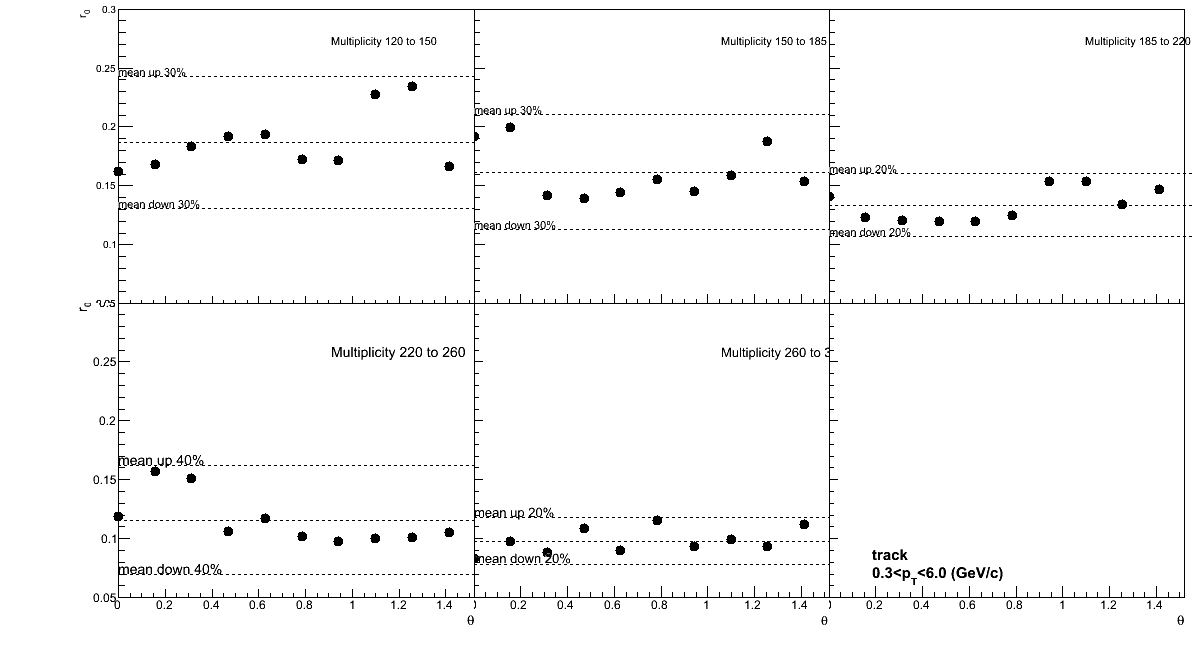 r0
0.3
Multiplicity 120 to 150
Multiplicity 150 to 185
Multiplicity 185 to 220
0.25
mean up 30%
mean up 30%
0.2
mean up 20%
0.15
mean down 30%
mean down 30%
mean down 20%
0.1
r0
Multiplicity 220 to 260
Multiplicity 260 to 3
0.25
0.2
mean up 40%
0.15
mean up 20%
0.1
mean down 20%
mean down 40%
track
0.3<pT<6.0 (GeV/c)
0.05
0 0.2 0.4 0.6 0.8 1 1.2 1.4
0.2 0.4 0.6 0.8 1 1.2 1.4
0.2 0.4 0.6 0.8 1 1.2 1.4
θ
θ
θ